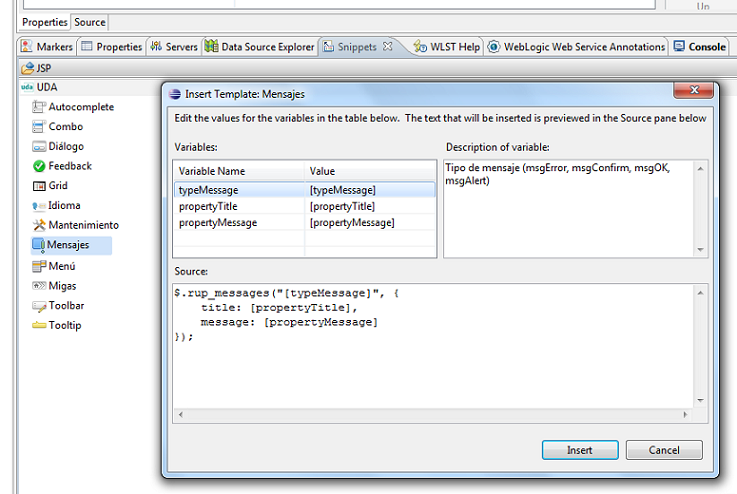 Un
Properties Source
Markers Properties Servers Data Source Explorer Snippets WLST Help WebLogic Web Service Annotations Console
JSP
uda UDA
Autocomplete
Combo
Diálogo
Feedback
Grid
Idioma
Mantenimiento
Mensajes
Menú
Migas
Toolbar
Tooltip
Insert Template: Mensajes
Edit the values for the variables in the table below. The text that will be inserted is previewed in the Source pane below
Variables:
Variable Name Value
typeMessage [typeMessage]
propertyTitle [propertyTitle]
propertyMessage [propertyMessage]
Description of variable:
Tipo de mensaje (msgError, msgConfirm, msgOK,
msgAlert)
Source:
$.rup_messages("[typeMessage]", {
title: [propertyTitle],
message: [propertyMessage]
});
Insert Cancel